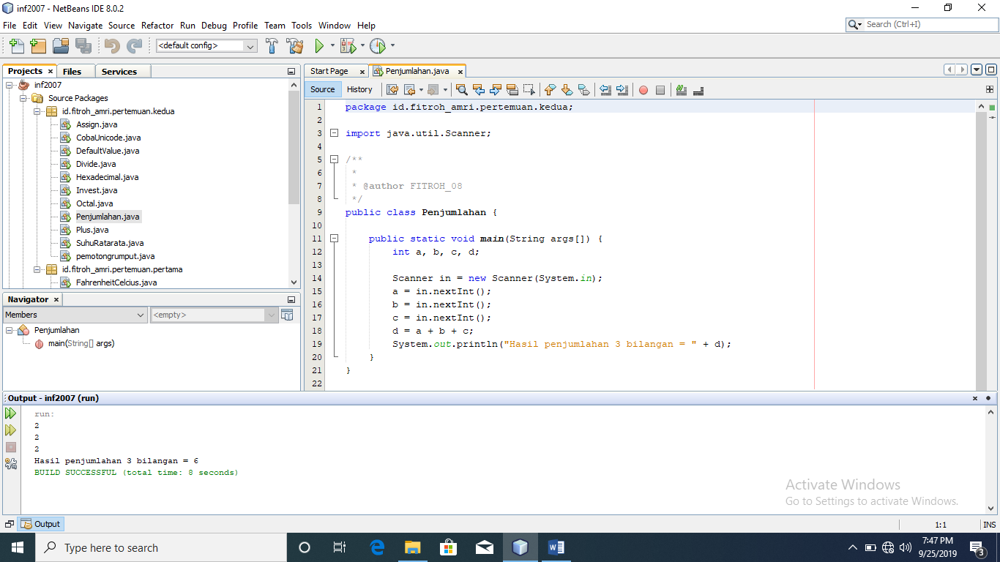 inf2007 - NetBeans IDE 8.0.2
File Edit View Navigate Source Refactor Run Debug Profile Team Tools Window Help
Search (Ctrl+I)
<default config>
Projects × Files Services
inf2007
Source Packages
id.fitroh_amri.pertemuan.kedua
Assign.java
CobaUnicode.java
DefaultValue.java
Divide.java
Hexadecimal.java
Invest.java
Octal.java
Penjumlahan.java
Plus.java
SuhuRatarata.java
pemotongrumput.java
id.fitroh_amri.pertemuan.pertama
FahrenheitCelcius.java
Navigator ×
Members <empty>
Penjumlahan
main(String[] args)
Start Page × Penjumlahan.java ×
Source History
1 package id.fitroh_amri.pertemuan.kedua;
2
3 import java.util.Scanner;
4
5 /**
6 *
7 * @author FITROH_08
8 */
9 public class Penjumlahan {
10
11 public static void main(String args[]) {
12 int a, b, c, d;
13
14 Scanner in = new Scanner(System.in);
15 a = in.nextInt();
16 b = in.nextInt();
17 c = in.nextInt();
18 d = a + b + c;
19 System.out.println("Hasil penjumlahan 3 bilangan = " + d);
20 }
21 }
22
Output - inf2007 (run)
run:
2
2
2
Hasil penjumlahan 3 bilangan = 6
BUILD SUCCESSFUL (total time: 8 seconds)
Activate Windows
Go to Settings to activate Windows.
Output
1:1 INS
Type here to search
7:47 PM
9/25/2019
3